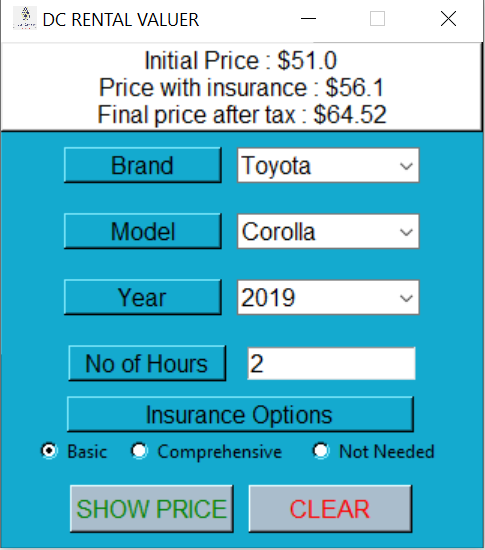 DC RENTAL VALUER
Initial Price : $51.0
Price with insurance : $56.1
Final price after tax : $64.52
Brand Toyota
Model Corolla
Year 2019
No of Hours 2
Insurance Options
Basic Comprehensive Not Needed
SHOW PRICE CLEAR